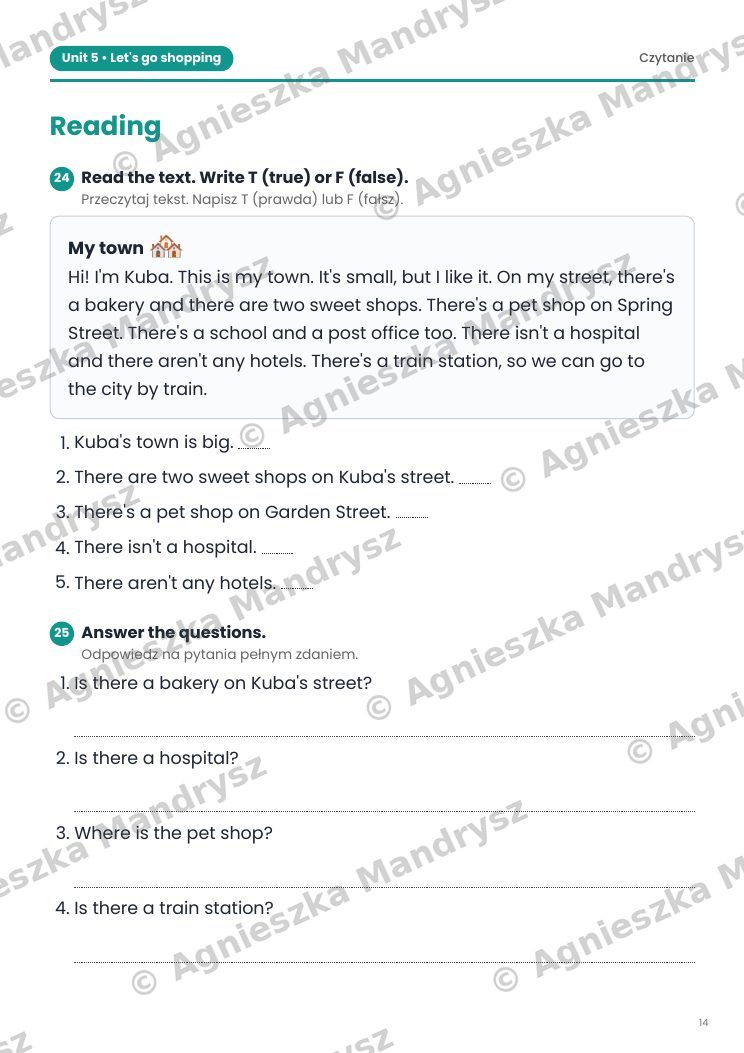 Unit 5 • Let's go shopping
Czytanie
Reading
24 Read the text. Write T (true) or F (false).
Przeczytaj tekst. Napisz T (prawda) lub F (fałsz).
My town
Hi! I'm Kuba. This is my town. It's small, but I like it. On my street, there's
a bakery and there are two sweet shops. There's a pet shop on Spring
Street. There's a school and a post office too. There isn't a hospital
and there aren't any hotels. There's a train station, so we can go to
the city by train.
1. Kuba's town is big.
2. There are two sweet shops on Kuba's street.
3. There's a pet shop on Garden Street.
4. There isn't a hospital.
5. There aren't any hotels.
25 Answer the questions.
Odpowiedz na pytania pełnym zdaniem.
1. Is there a bakery on Kuba's street?
2. Is there a hospital?
3. Where is the pet shop?
4. Is there a train station?
14
© Agnieszka Mandrysz